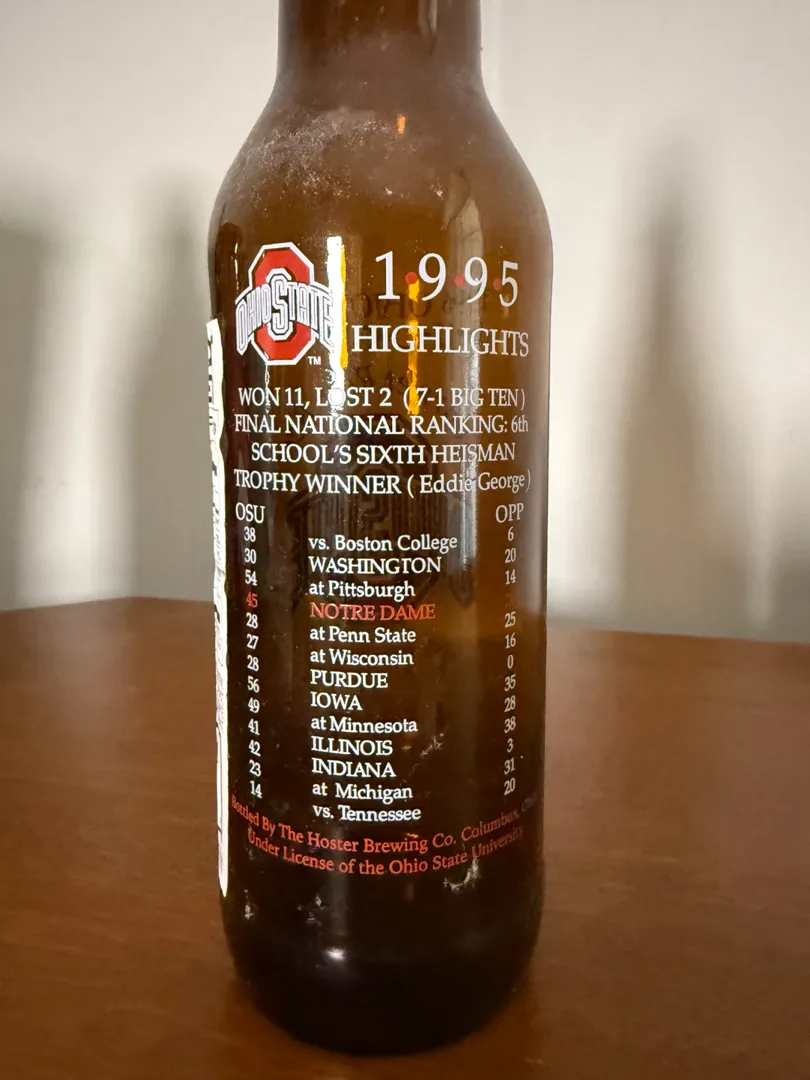 OHIO STATE
TM
1995
HIGHLIGHTS
WON 11, LOST 2 (7-1 BIG TEN)
FINAL NATIONAL RANKING: 6th
SCHOOL'S SIXTH HEISMAN
TROPHY WINNER ( Eddie George )
OSU OPP
38 vs. Boston College 6
30 WASHINGTON 20
54 at Pittsburgh 14
45 NOTRE DAME
28 at Penn State 25
27 at Wisconsin 16
28 PURDUE 0
56 IOWA 35
49 at Minnesota 28
41 ILLINOIS 38
42 INDIANA 3
23 at Michigan 31
14 vs. Tennessee 20
Bottled By The Hoster Brewing Co. Columbus,
Under License of the Ohio State University